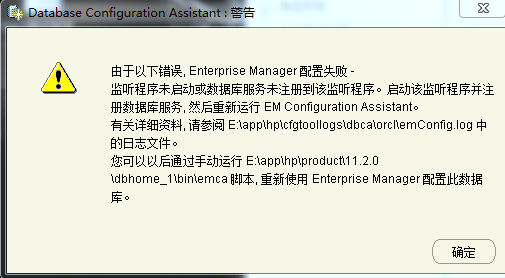 Database Configuration Assistant : 警告
由于以下错误, Enterprise Manager 配置失败 -
监听程序未启动或数据库服务未注册到该监听程序。启动该监听程序并注
册数据库服务, 然后重新运行 EM Configuration Assistant。
有关详细资料, 请参阅 E:\app\hp\cfgtoollogs\dbca\orcl\emConfig.log 中
的日志文件。
您可以以后通过手动运行 E:\app\hp\product\11.2.0
\dbhome_1\bin\emca 脚本, 重新使用 Enterprise Manager 配置此数据
库。
确定